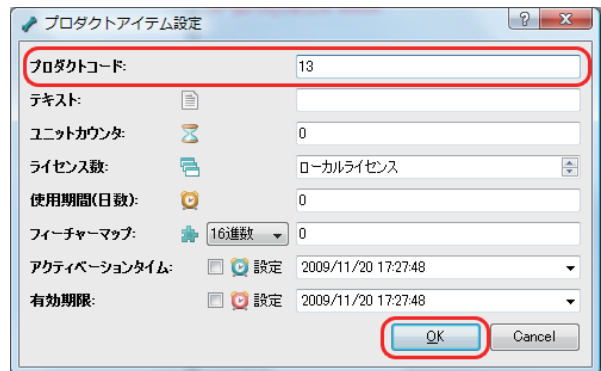 プロダクトアイテム設定
プロダクトコード: 13
テキスト:
ユニットカウンタ: 0
ライセンス数: ローカルライセンス
使用期間(日数): 0
フィーチャーマップ: 16進数 0
アクティベーションタイム: 設定 2009/11/20 17:27:48
有効期限: 設定 2009/11/20 17:27:48
OK Cancel